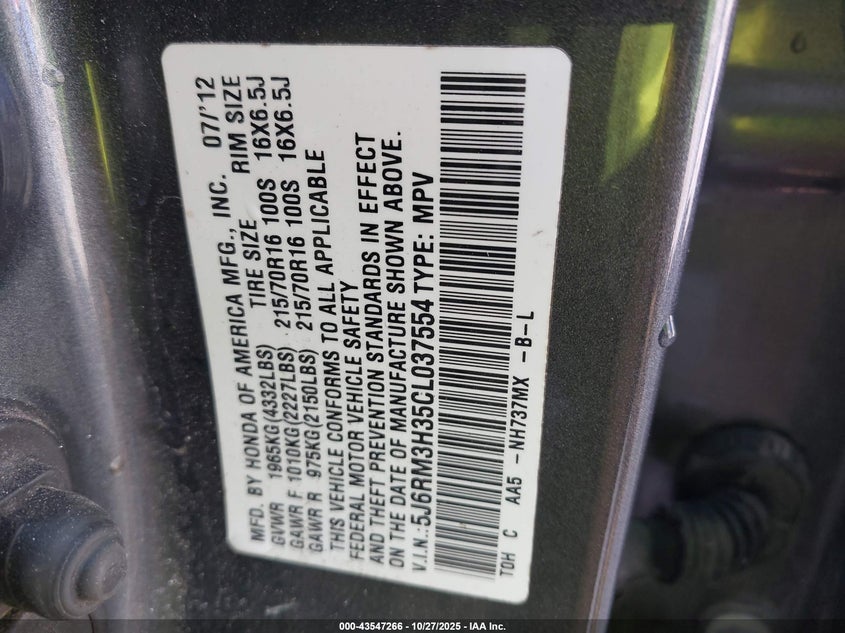 MFD. BY HONDA OF AMERICA MFG., INC. 07/'12
GVWR 1965KG(4332LBS) TIRE SIZE RIM SIZE
GAWR F 1010KG(2227LBS) 215/70R16 100S 16X6.5J
GAWR R 975KG(2150LBS) 215/70R16 100S 16X6.5J
THIS VEHICLE CONFORMS TO ALL APPLICABLE
FEDERAL MOTOR VEHICLE SAFETY
AND THEFT PREVENTION STANDARDS IN EFFECT
ON THE DATE OF MANUFACTURE SHOWN ABOVE.
V.I.N.:5J6RM3H35CL037554 TYPE: MPV
TDH C AA5 -NH737MX -B-L
000-43547266 - 10/27/2025 - IAA Inc.